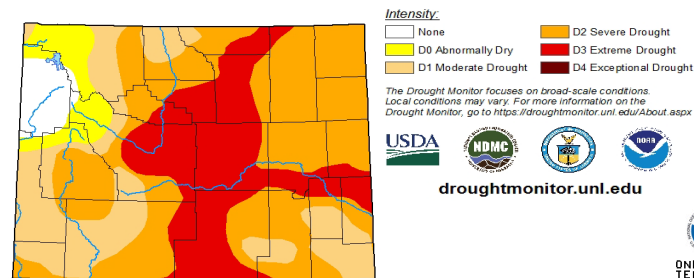 Intensity:
None
D0 Abnormally Dry
D1 Moderate Drought
D2 Severe Drought
D3 Extreme Drought
D4 Exceptional Drought
The Drought Monitor focuses on broad-scale conditions.
Local conditions may vary. For more information on the
Drought Monitor, go to https://droughtmonitor.unl.edu/About.aspx
USDA
NDMC
NOAA
droughtmonitor.unl.edu